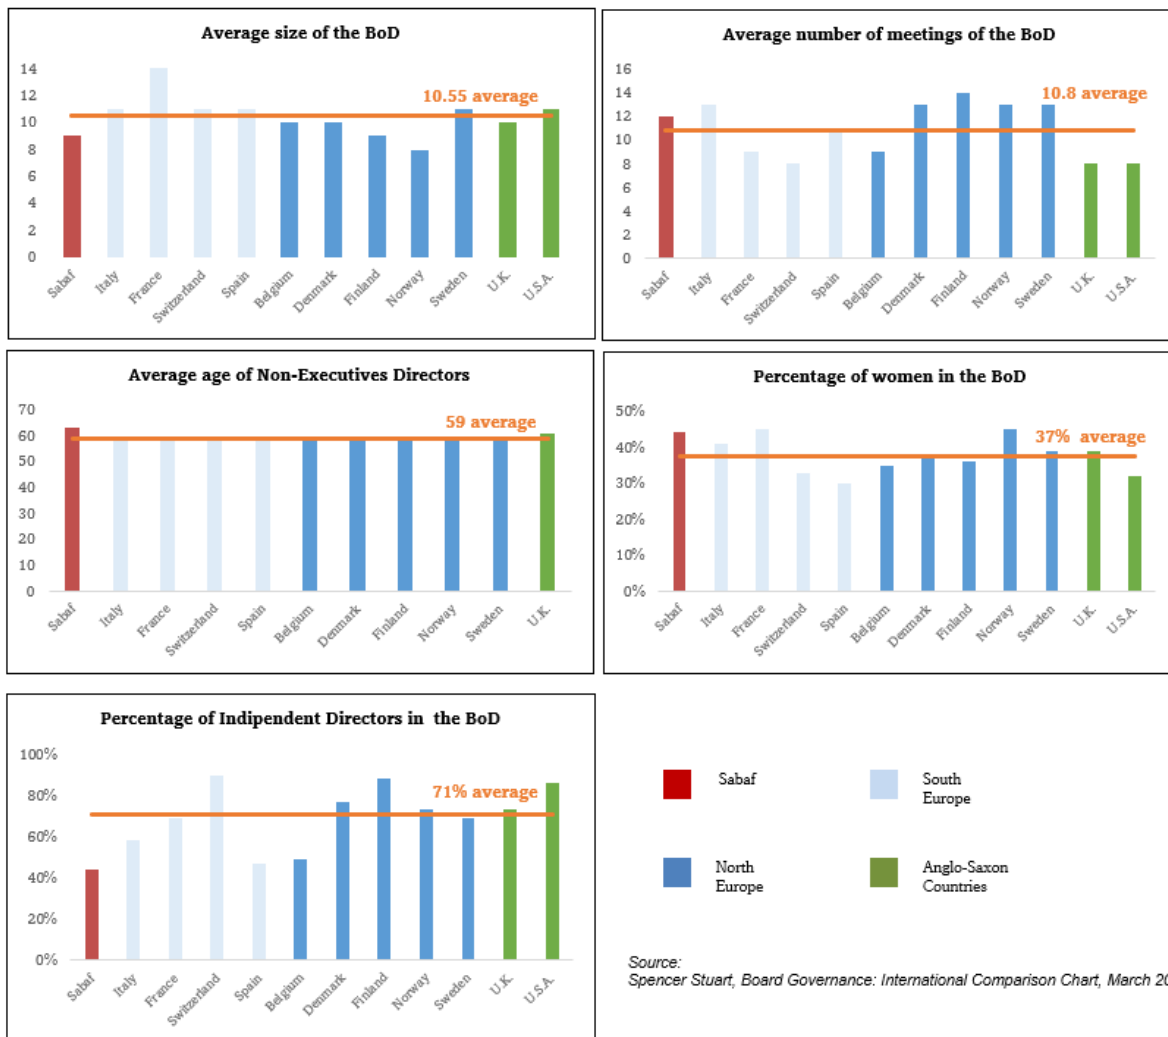 Average size of the BoD
14
12
10
8
6
4
2
0
10.55 average
Sabaf
Italy
France
Switzerland
Spain
Belgium
Denmark
Finland
Norway
Sweden
U.K.
U.S.A.
Average number of meetings of the BoD
16
14
12
10
8
6
4
2
0
10.8 average
Sabaf
Italy
France
Switzerland
Spain
Belgium
Denmark
Finland
Norway
Sweden
U.K.
U.S.A.
Average age of Non-Executives Directors
70
60
50
40
30
20
10
0
59 average
Sabaf
Italy
France
Switzerland
Spain
Belgium
Denmark
Finland
Norway
Sweden
U.K.
Percentage of women in the BoD
50%
40%
30%
20%
10%
0%
37% average
Sabaf
Italy
France
Switzerland
Spain
Belgium
Denmark
Finland
Norway
Sweden
U.K.
U.S.A.
Percentage of Indipendent Directors in the BoD
100%
80%
60%
40%
20%
0%
71% average
Sabaf
Italy
France
Switzerland
Spain
Belgium
Denmark
Finland
Norway
Sweden
U.K.
U.S.A.
Sabaf
South
Europe
North
Europe
Anglo-Saxon
Countries
Source:
Spencer Stuart, Board Governance: International Comparison Chart, March 20